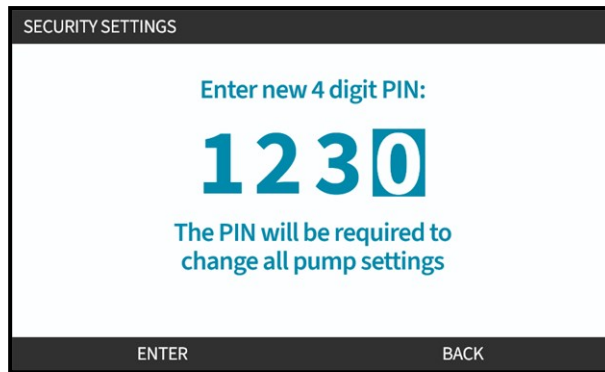 SECURITY SETTINGS
Enter new 4 digit PIN:
1230
The PIN will be required to
change all pump settings
ENTER BACK